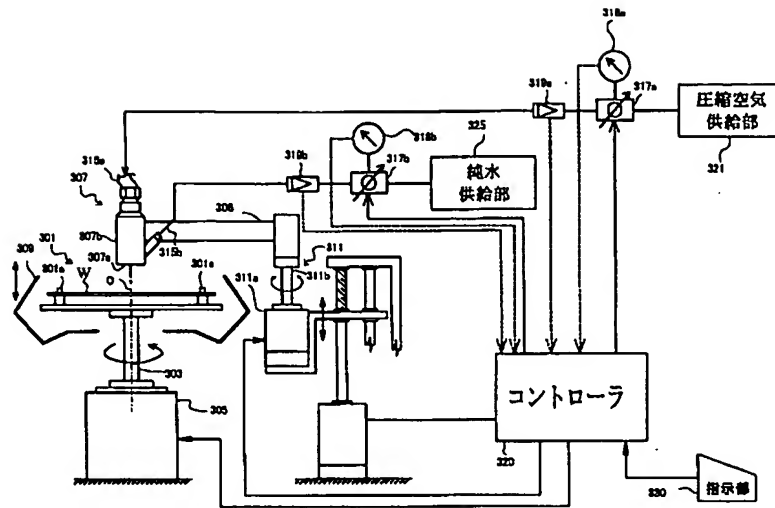 318a
319a
317a
圧縮空気
供給部
321
315a
307
318b
325
319b
317b
純水
供給部
307b
308
301
307a
315b
309
301a
W
O
301a
311
311a
311b
303
305
コントローラ
320
330
指示部